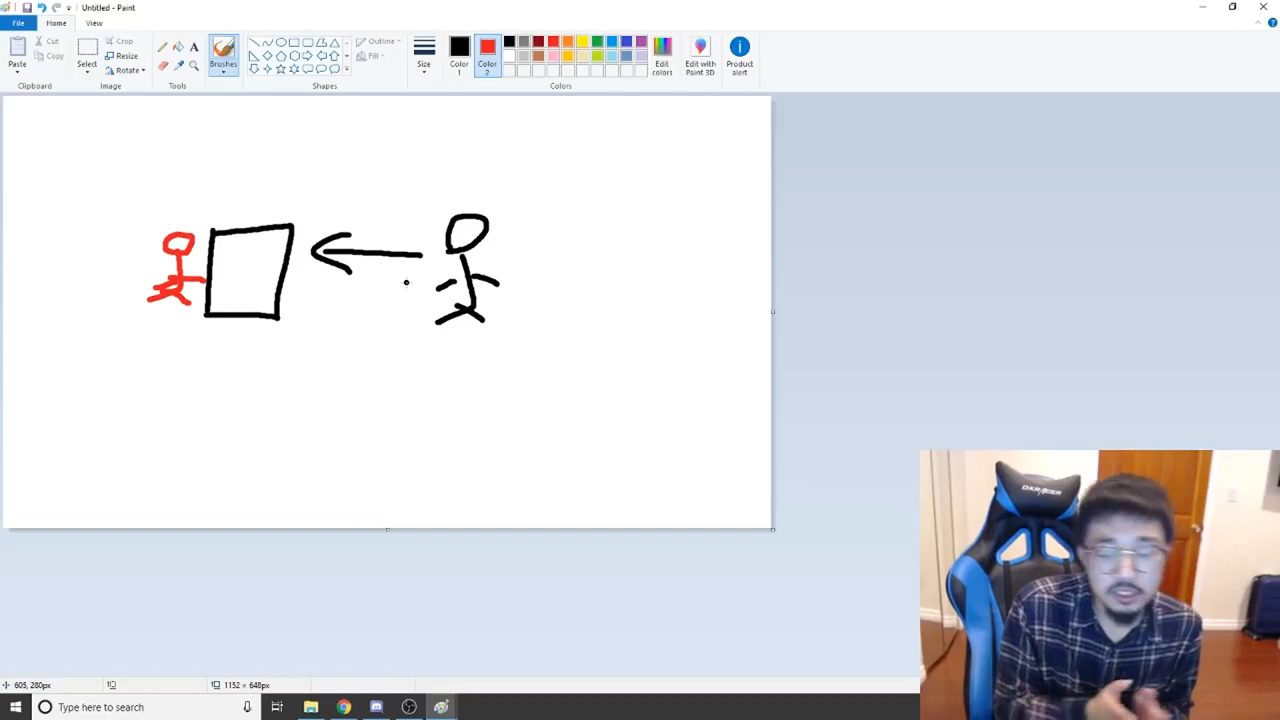 Untitled - Paint
File Home View
Paste
Cut
Copy
Clipboard
Select
Crop
Resize
Rotate
Image
A
Tools
Brushes
Shapes
Outline
Fill
Size
Color 1
Color 2
Colors
Edit colors
Edit with Paint 3D
Product alert
DXRACER
605, 280px
1152 × 648px
Type here to search